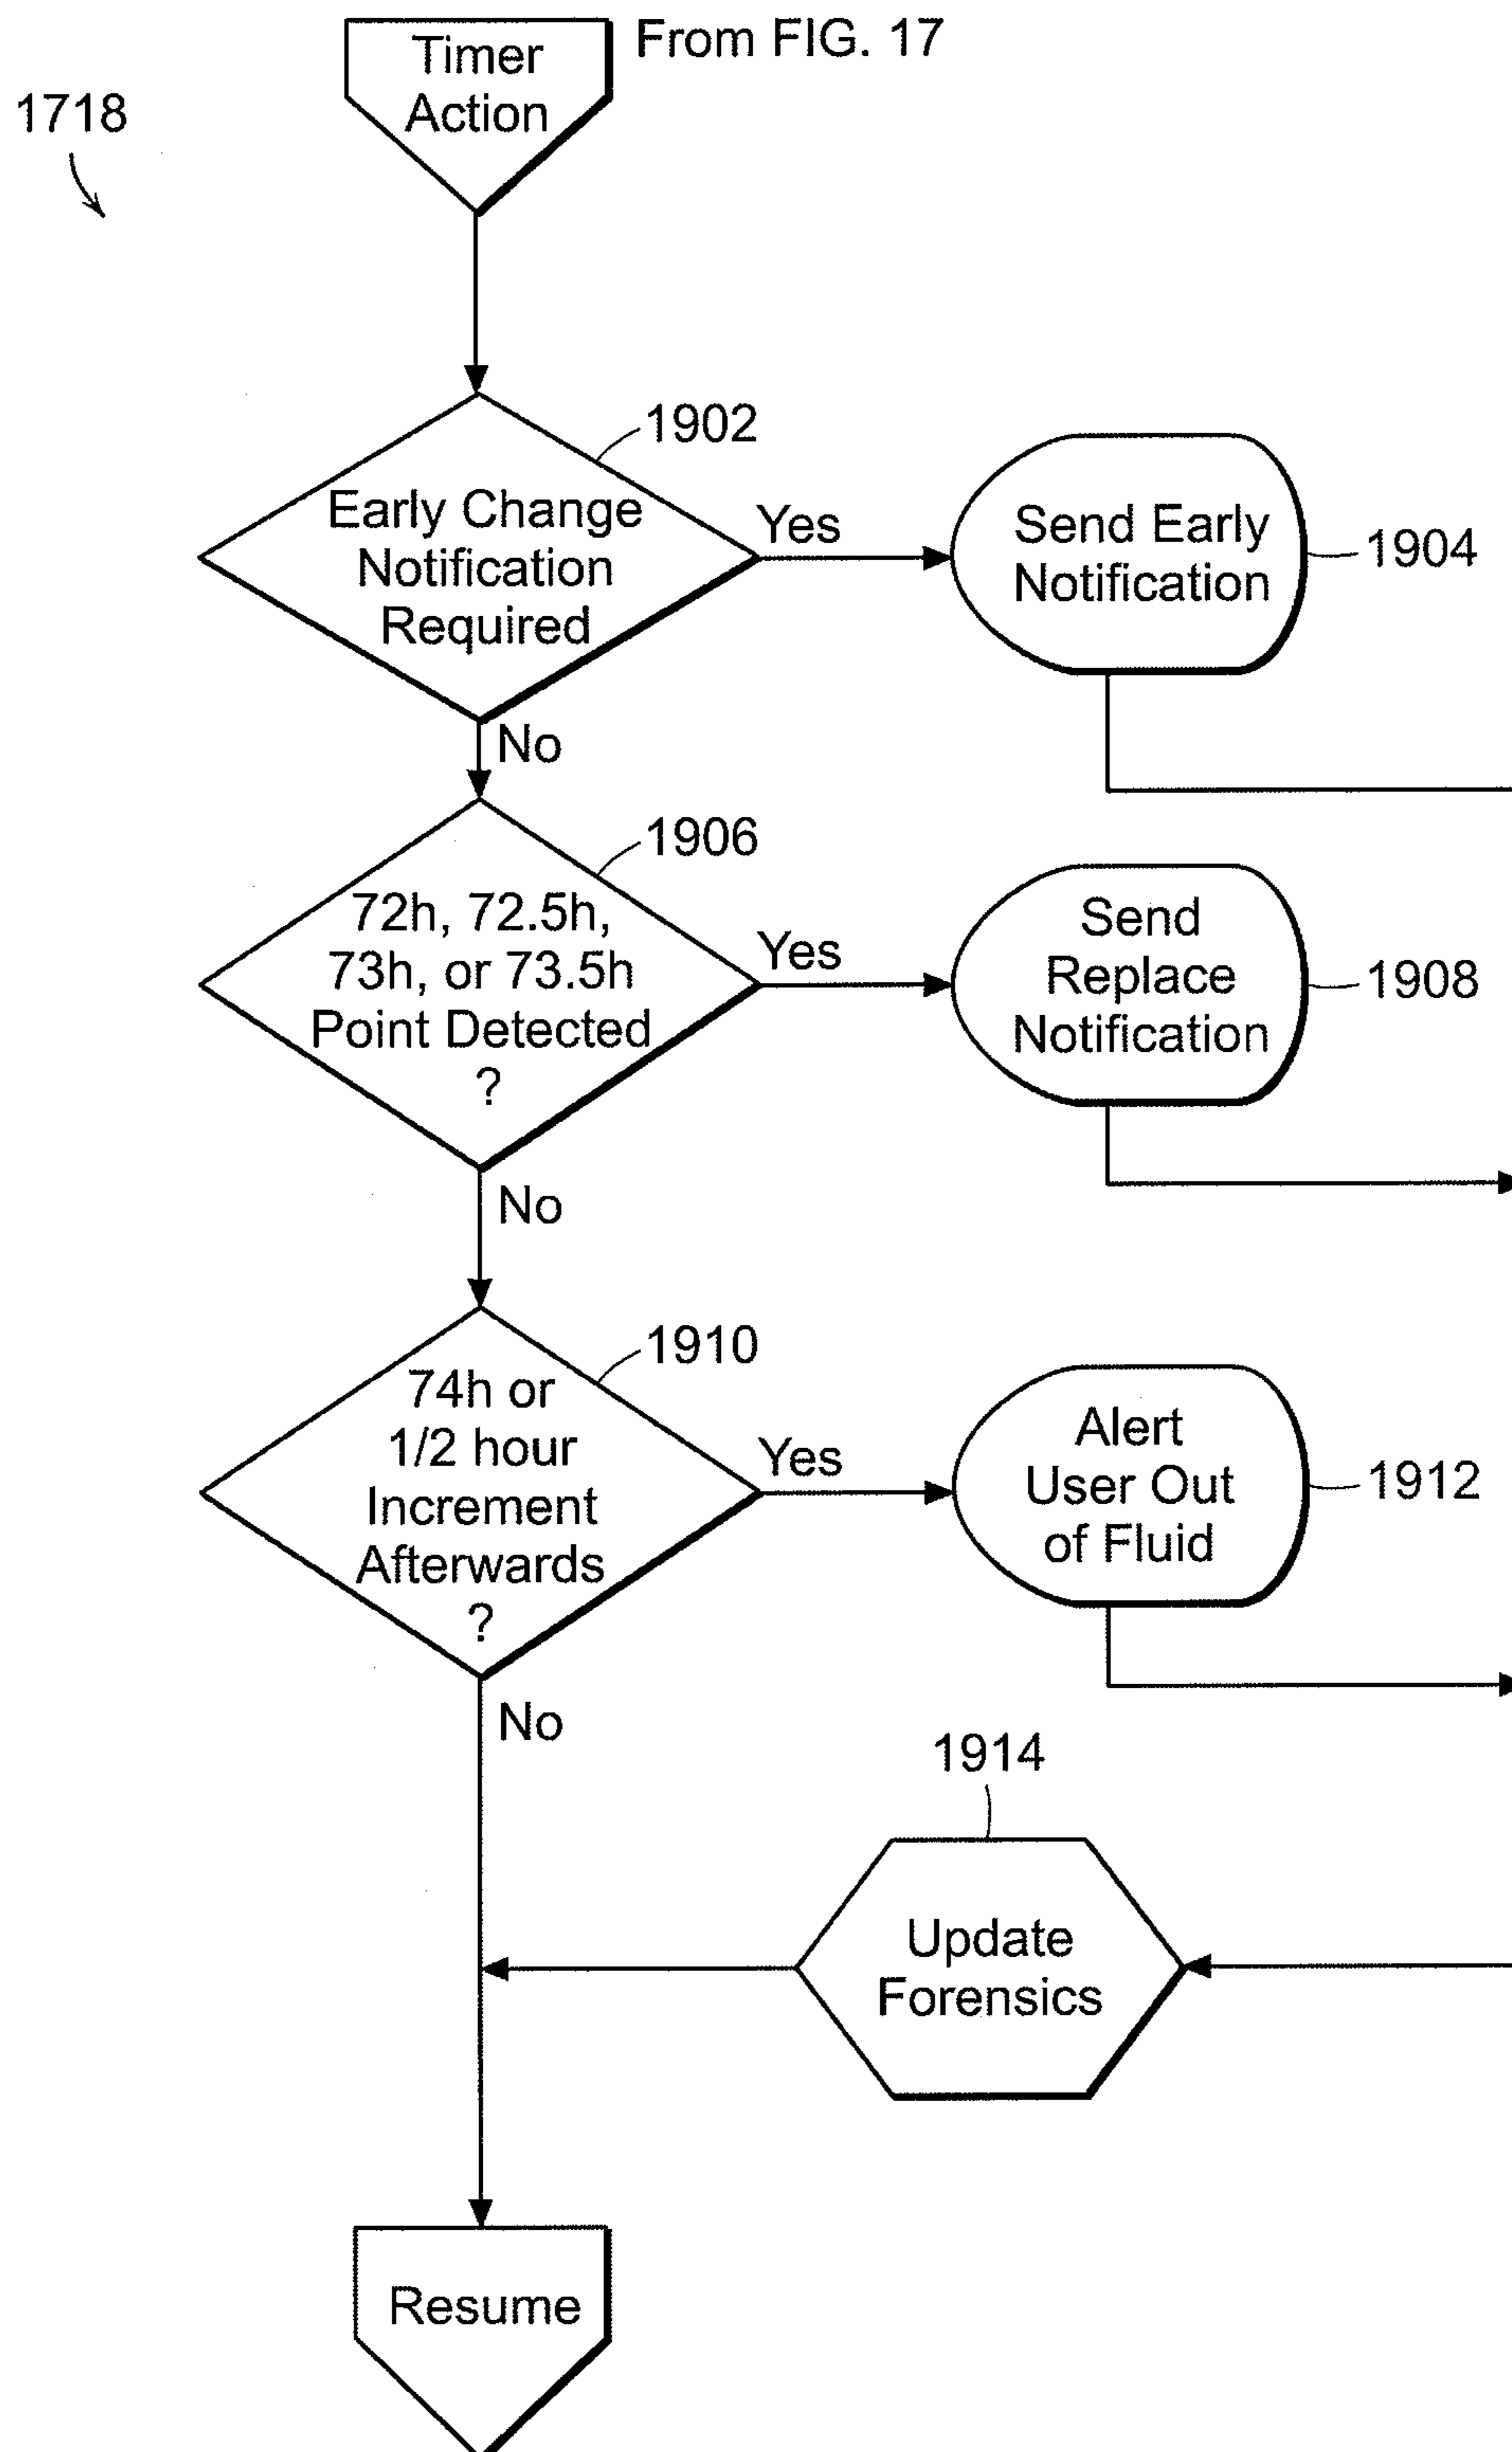 Timer
Action
From FIG. 17
1718
1902
Early Change
Notification
Required
Yes
Send Early
Notification
1904
No
1906
72h, 72.5h,
73h, or 73.5h
Point Detected
?
Yes
Send
Replace
Notification
1908
No
1910
74h or
1/2 hour
Increment
Afterwards
?
Yes
Alert
User Out
of Fluid
1912
No
1914
Update
Forensics
Resume